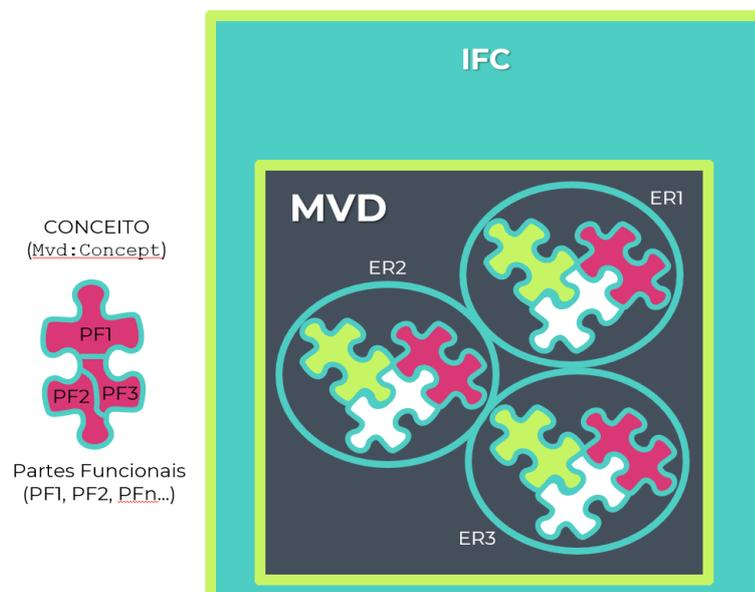 IFC
MVD
ER1
ER2
ER3
CONCEITO
(Mvd:Concept)
PF1
PF2 PF3
Partes Funcionais
(PF1, PF2, PFn...)